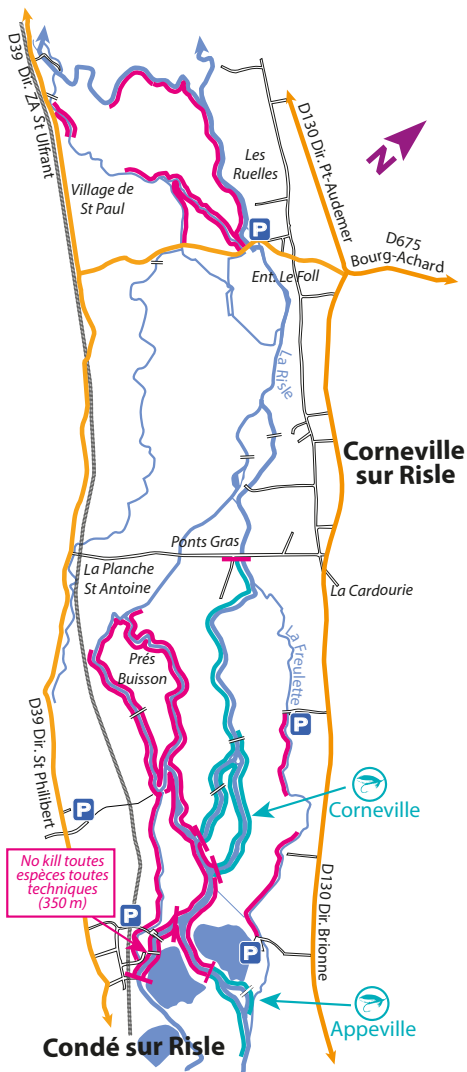 D39 Dir. ZA St Ulfrant
D130 Dir. Pt-Audemer
N
Les
Ruelles
Village de
St Paul
P
D675
Bourg-Achard
Ent. Le Foll
La Risle
Corneville
sur Risle
Ponts Gras
La Planche
St Antoine
La Cardourie
La Freulette
Prés
Buisson
D39 Dir. St Philibert
P
P
Corneville
No kill toutes
espèces toutes
techniques
(350 m)
D130 Dir. Brionne
P
P
Appeville
Condé sur Risle